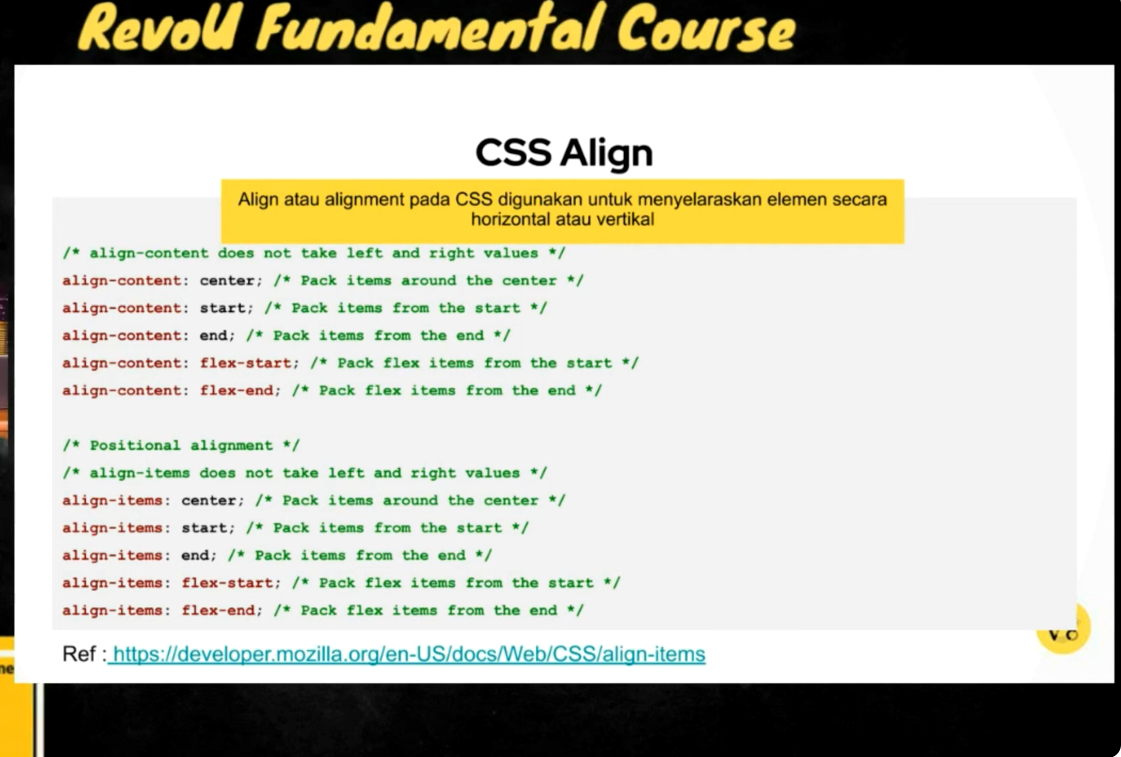 RevoU Fundamental Course
CSS Align
Align atau alignment pada CSS digunakan untuk menyelaraskan elemen secara
horizontal atau vertikal
/* align-content does not take left and right values */
align-content: center; /* Pack items around the center */
align-content: start; /* Pack items from the start */
align-content: end; /* Pack items from the end */
align-content: flex-start; /* Pack flex items from the start */
align-content: flex-end; /* Pack flex items from the end */
/* Positional alignment */
/* align-items does not take left and right values */
align-items: center; /* Pack items around the center */
align-items: start; /* Pack items from the start */
align-items: end; /* Pack items from the end */
align-items: flex-start; /* Pack flex items from the start */
align-items: flex-end; /* Pack flex items from the end */
Ref : https://developer.mozilla.org/en-US/docs/Web/CSS/align-items